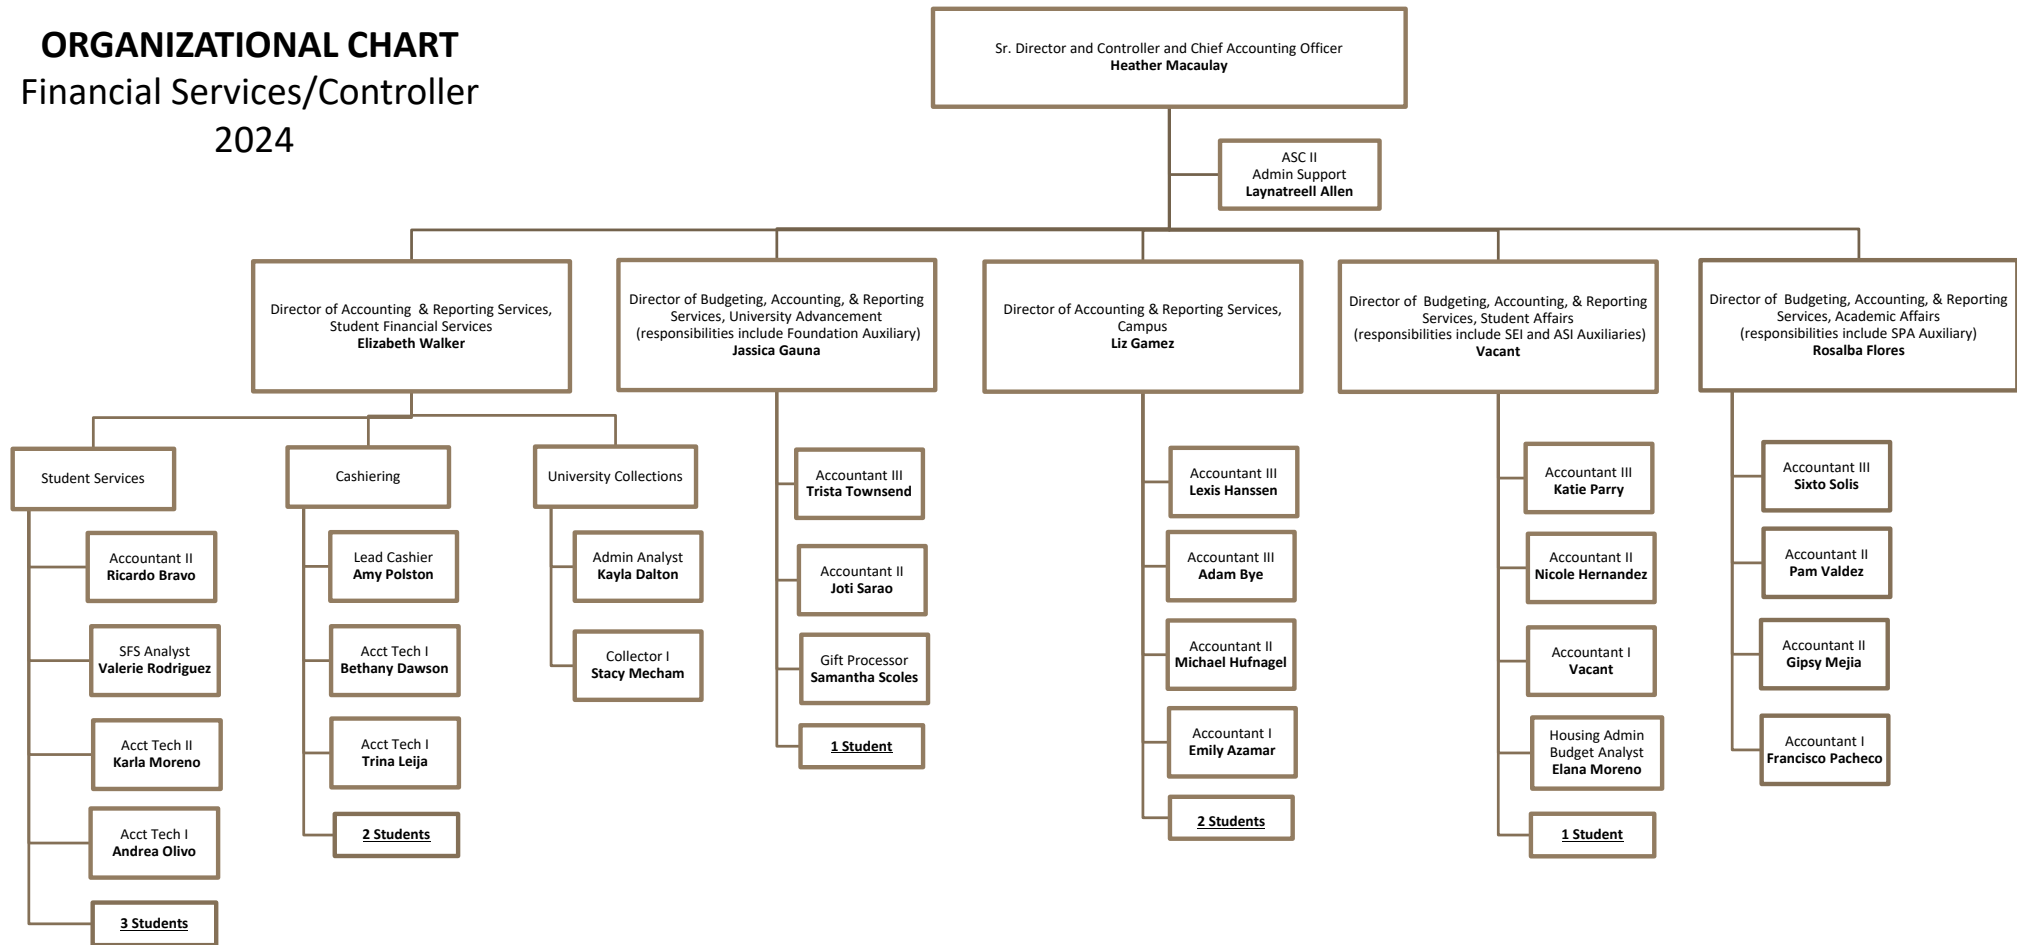 ORGANIZATIONAL CHART
Financial Services/Controller
2024
Sr. Director and Controller and Chief Accounting Officer
Heather Macaulay
ASC II
Admin Support
Laynatreell Allen
Director of Accounting & Reporting Services,
Student Financial Services
Elizabeth Walker
Director of Budgeting, Accounting, & Reporting
Services, University Advancement
(responsibilities include Foundation Auxiliary)
Jassica Gauna
Director of Accounting & Reporting Services,
Campus
Liz Gamez
Director of Budgeting, Accounting, & Reporting
Services, Student Affairs
(responsibilities include SEI and ASI Auxiliaries)
Vacant
Director of Budgeting, Accounting, & Reporting
Services, Academic Affairs
(responsibilities include SPA Auxiliary)
Rosalba Flores
Student Services
Accountant II
Ricardo Bravo
SFS Analyst
Valerie Rodriguez
Acct Tech II
Karla Moreno
Acct Tech I
Andrea Olivo
3 Students
Cashiering
Lead Cashier
Amy Polston
Acct Tech I
Bethany Dawson
Acct Tech I
Trina Leija
2 Students
University Collections
Admin Analyst
Kayla Dalton
Collector I
Stacy Mecham
Accountant III
Trista Townsend
Accountant II
Joti Sarao
Gift Processor
Samantha Scoles
1 Student
Accountant III
Lexis Hanssen
Accountant III
Adam Bye
Accountant II
Michael Hufnagel
Accountant I
Emily Azamar
2 Students
Accountant III
Katie Parry
Accountant II
Nicole Hernandez
Accountant I
Vacant
Housing Admin
Budget Analyst
Elana Moreno
1 Student
Accountant III
Sixto Solis
Accountant II
Pam Valdez
Accountant II
Gipsy Mejia
Accountant I
Francisco Pacheco